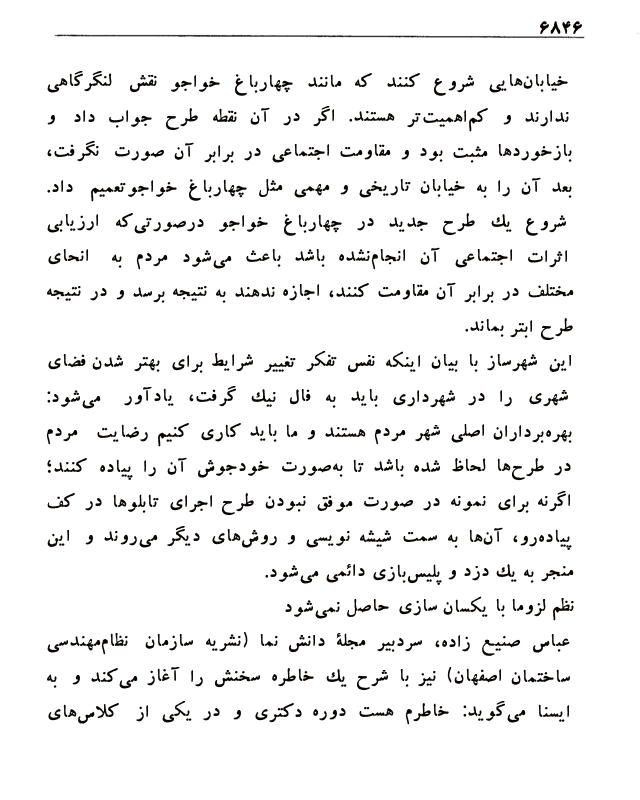 ۶۸۴۶
خیابان‌هایی شروع کنند که مانند چهارباغ خواجو نقش لنگرگاهی
ندارند و کم‌اهمیت‌تر هستند. اگر در آن نقطه طرح جواب داد و
بازخوردها مثبت بود و مقاومت اجتماعی در برابر آن صورت نگرفت،
بعد آن را به خیابان تاریخی و مهمی مثل چهارباغ خواجوتعمیم داد.
شروع یك طرح جدید در چهارباغ خواجو درصورتی‌که ارزیابی
اثرات اجتماعی آن انجام‌نشده باشد باعث می‌شود مردم به انحای
مختلف در برابر آن مقاومت کنند، اجازه ندهند به نتیجه برسد و در نتیجه
طرح ابتر بماند.
این شهرساز با بیان اینکه نفس تفکر تغییر شرایط برای بهتر شدن فضای
شهری را در شهرداری باید به فال نیك گرفت، یادآور می‌شود:
بهره‌برداران اصلی شهر مردم هستند و ما باید کاری کنیم رضایت مردم
در طرح‌ها لحاظ شده باشد تا به‌صورت خودجوش آن را پیاده کنند؛
اگرنه برای نمونه در صورت موفق نبودن طرح اجرای تابلوها در کف
پیاده‌رو، آن‌ها به سمت شیشه نویسی و روش‌های دیگر می‌روند و این
منجر به یك دزد و پلیس‌بازی دائمی می‌شود.
نظم لزوما با یکسان سازی حاصل نمی‌شود
عباس صنیع زاده، سردبیر مجلۀ دانش نما (نشریه سازمان نظام‌مهندسی
ساختمان اصفهان) نیز با شرح یك خاطره سخنش را آغاز می‌کند و به
ایسنا می‌گوید: خاطرم هست دوره دکتری و در یکی از کلاس‌های